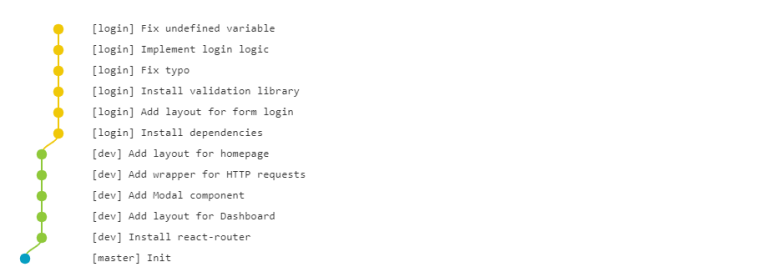 [login] Fix undefined variable
[login] Implement login logic
[login] Fix typo
[login] Install validation library
[login] Add layout for form login
[login] Install dependencies
[dev] Add layout for homepage
[dev] Add wrapper for HTTP requests
[dev] Add Modal component
[dev] Add layout for Dashboard
[dev] Install react-router
[master] Init